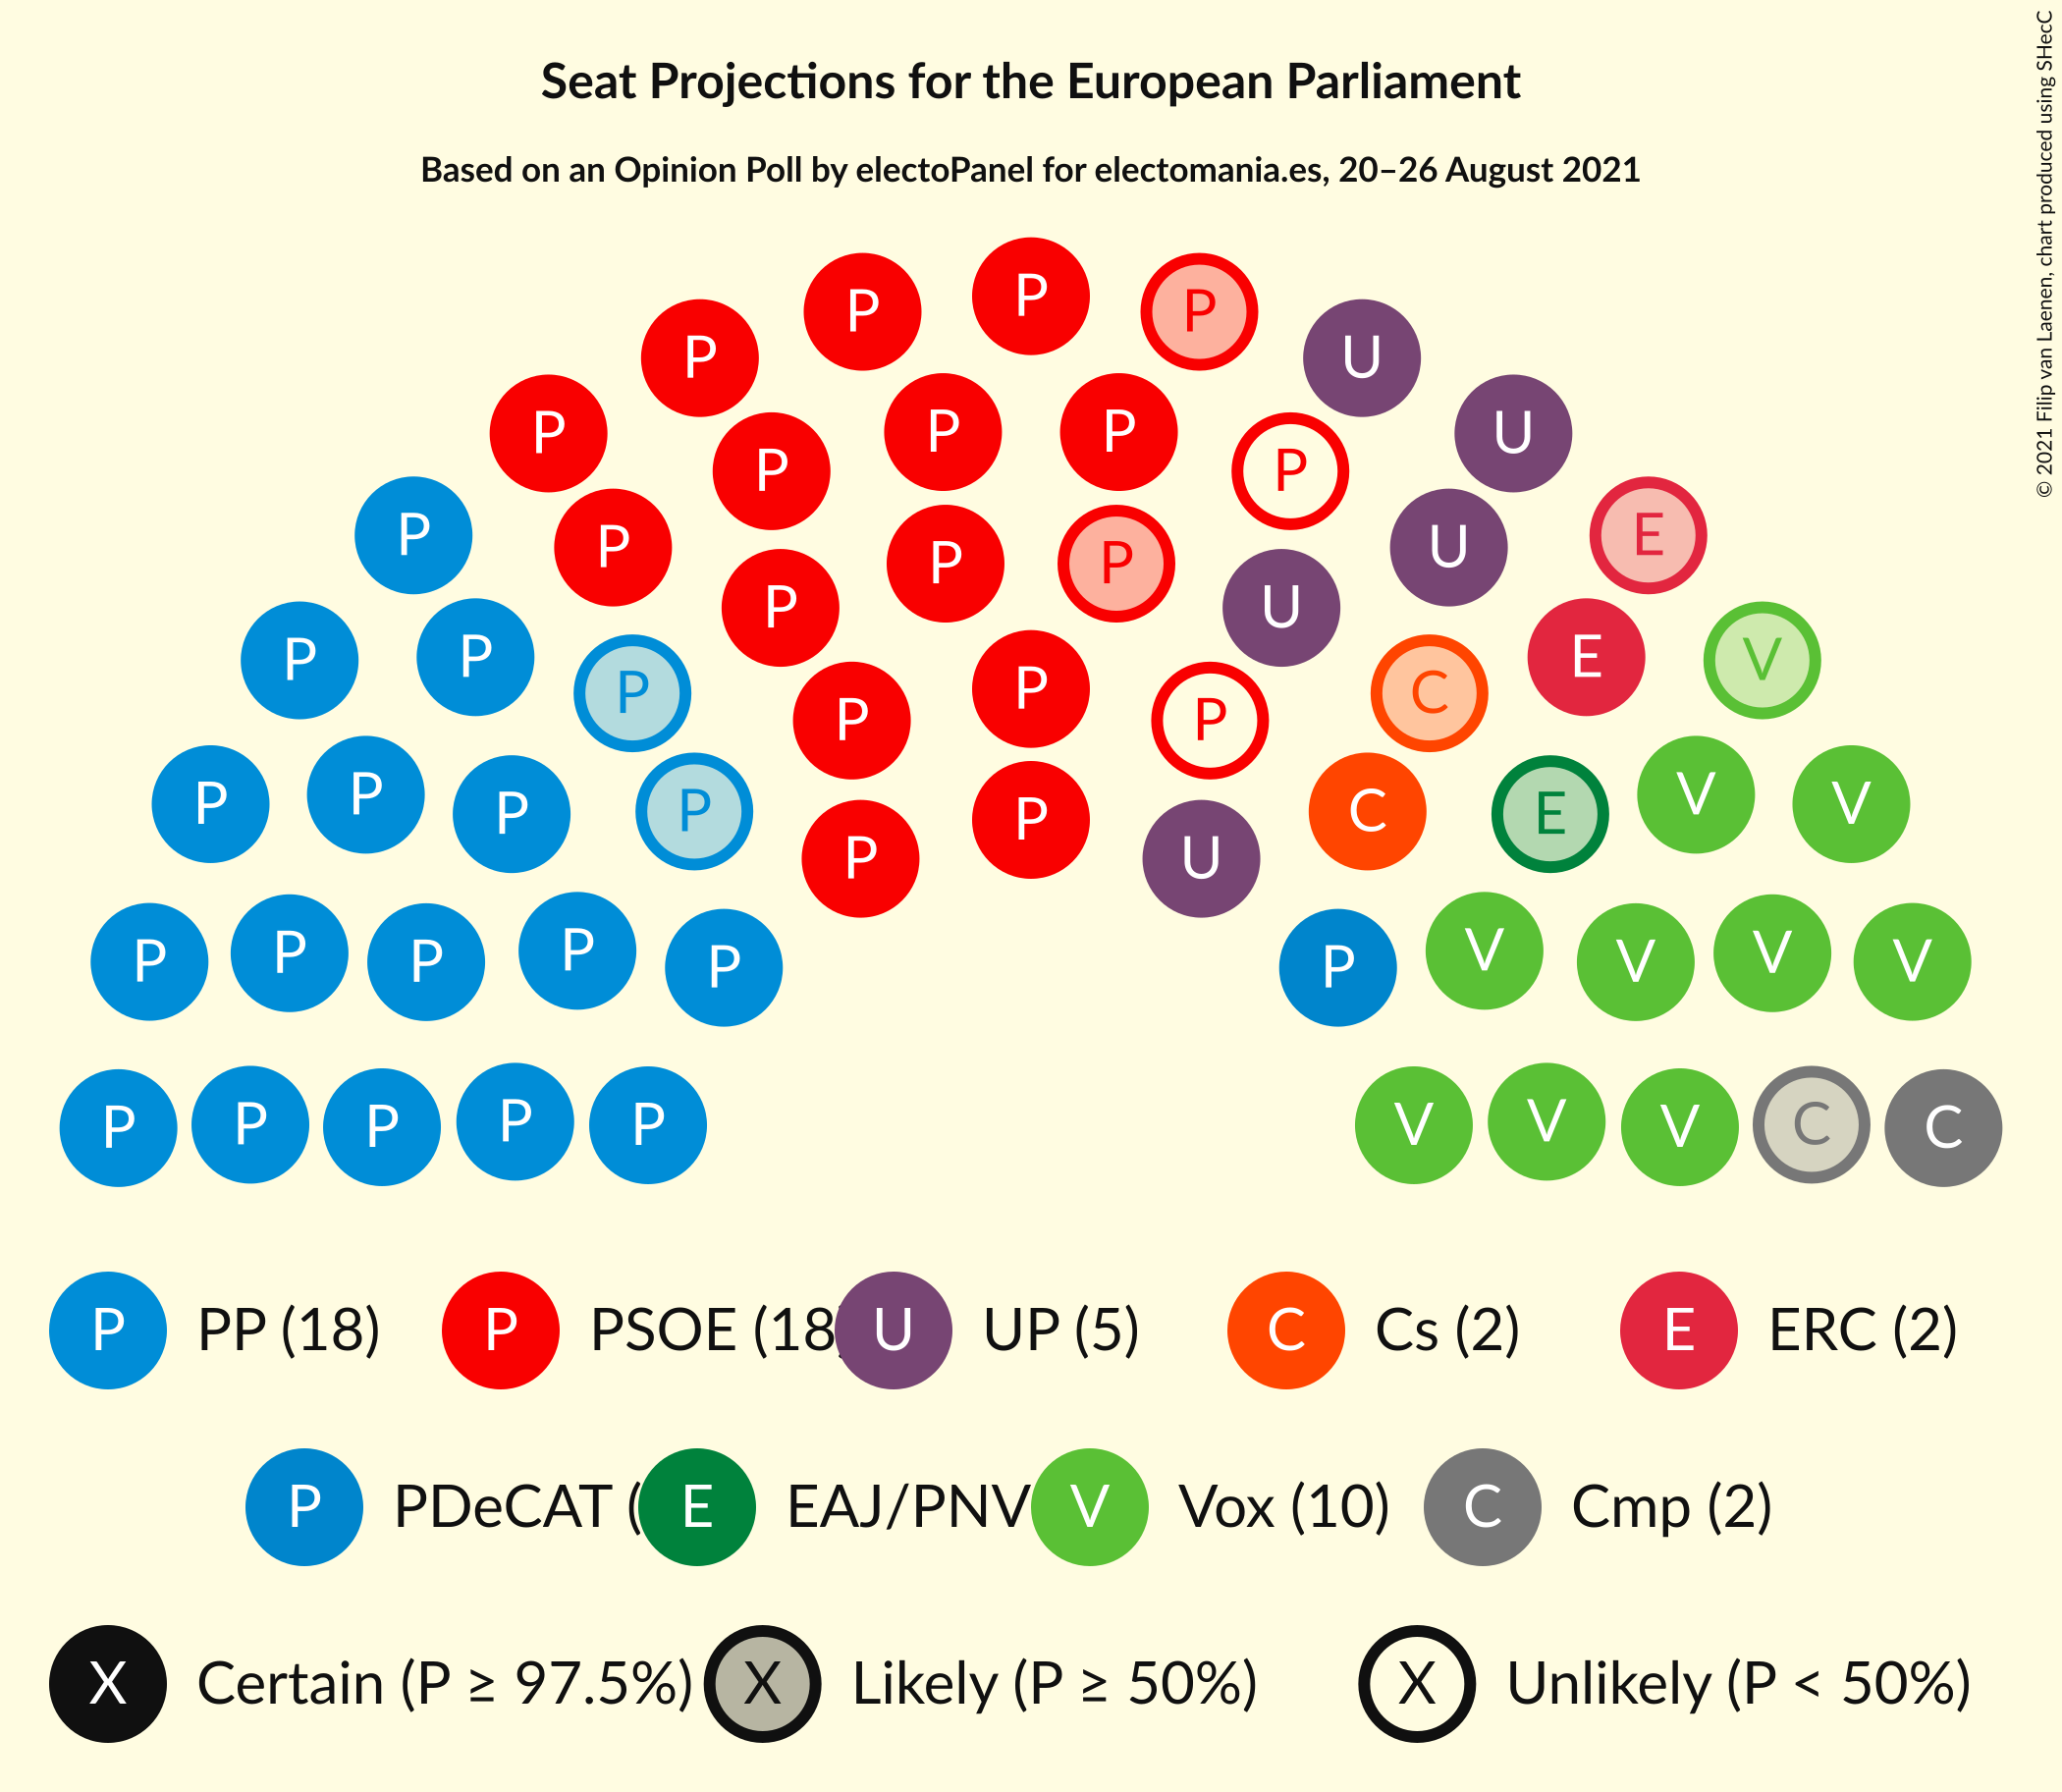 Seat Projections for the European Parliament
Based on an Opinion Poll by electoPanel for electomania.es, 20–26 August 2021
© 2021 Filip van Laenen, chart produced using SHecC
P P P
P U
P P P U
P P
P P P P U E
P U
P P P P C E V
P P
P P P P P C E V V
P U
P P P P P P V V V V
P P P P P V V V C C
P PP (18) P PSOE (18 U UP (5) C Cs (2) E ERC (2)
P PDeCAT ( E EAJ/PNV V Vox (10) C Cmp (2)
X Certain (P ≥ 97.5%) X Likely (P ≥ 50%) X Unlikely (P < 50%)